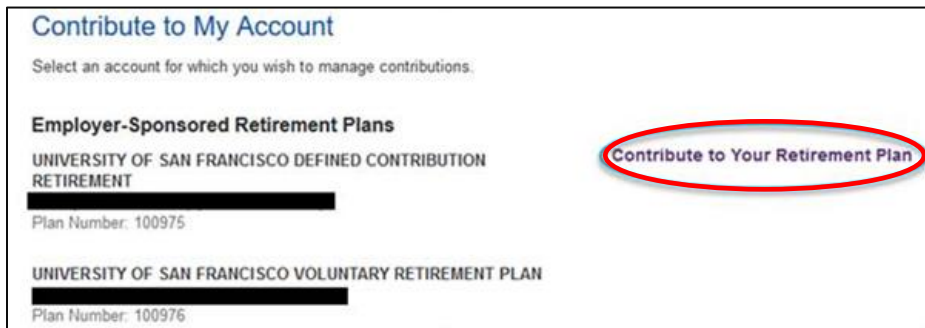 Contribute to My Account
Select an account for which you wish to manage contributions.
Employer-Sponsored Retirement Plans
UNIVERSITY OF SAN FRANCISCO DEFINED CONTRIBUTION
RETIREMENT
Contribute to Your Retirement Plan
Plan Number: 100975
UNIVERSITY OF SAN FRANCISCO VOLUNTARY RETIREMENT PLAN
Plan Number: 100976